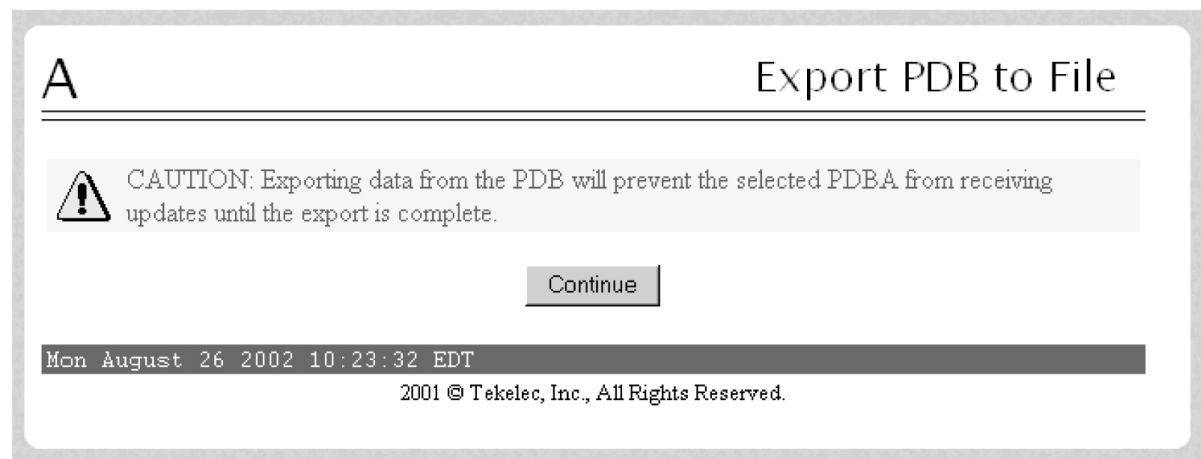 A
Export PDB to File
CAUTION: Exporting data from the PDB will prevent the selected PDBA from receiving
updates until the export is complete.
Continue
Mon August 26 2002 10:23:32 EDT
2001 © Tekelec, Inc., All Rights Reserved.